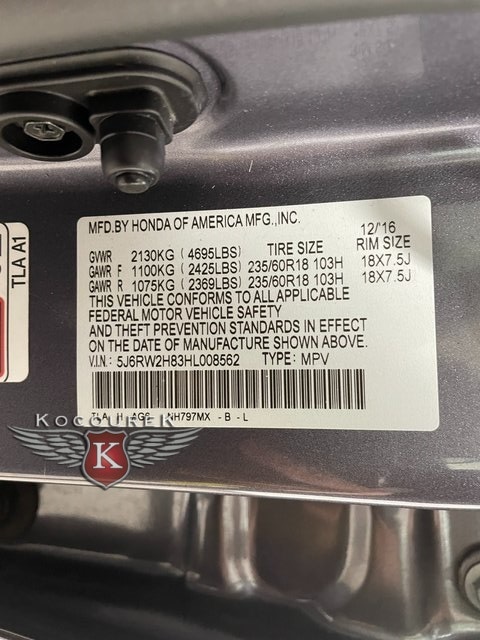 MFD.BY HONDA OF AMERICA MFG.,INC.
12/'16
GVWR 2130KG ( 4695LBS) TIRE SIZE RIM SIZE
GAWR F 1100KG ( 2425LBS) 235/60R18 103H 18X7.5J
GAWR R 1075KG ( 2369LBS) 235/60R18 103H 18X7.5J
THIS VEHICLE CONFORMS TO ALL APPLICABLE
FEDERAL MOTOR VEHICLE SAFETY
AND THEFT PREVENTION STANDARDS IN EFFECT
ON THE DATE OF MANUFACTURE SHOWN ABOVE.
V.I.N.: 5J6RW2H83HL008562 TYPE: MPV
TLA H AGS NH797MX - B - L
TLA A1
KOCOUREK
K